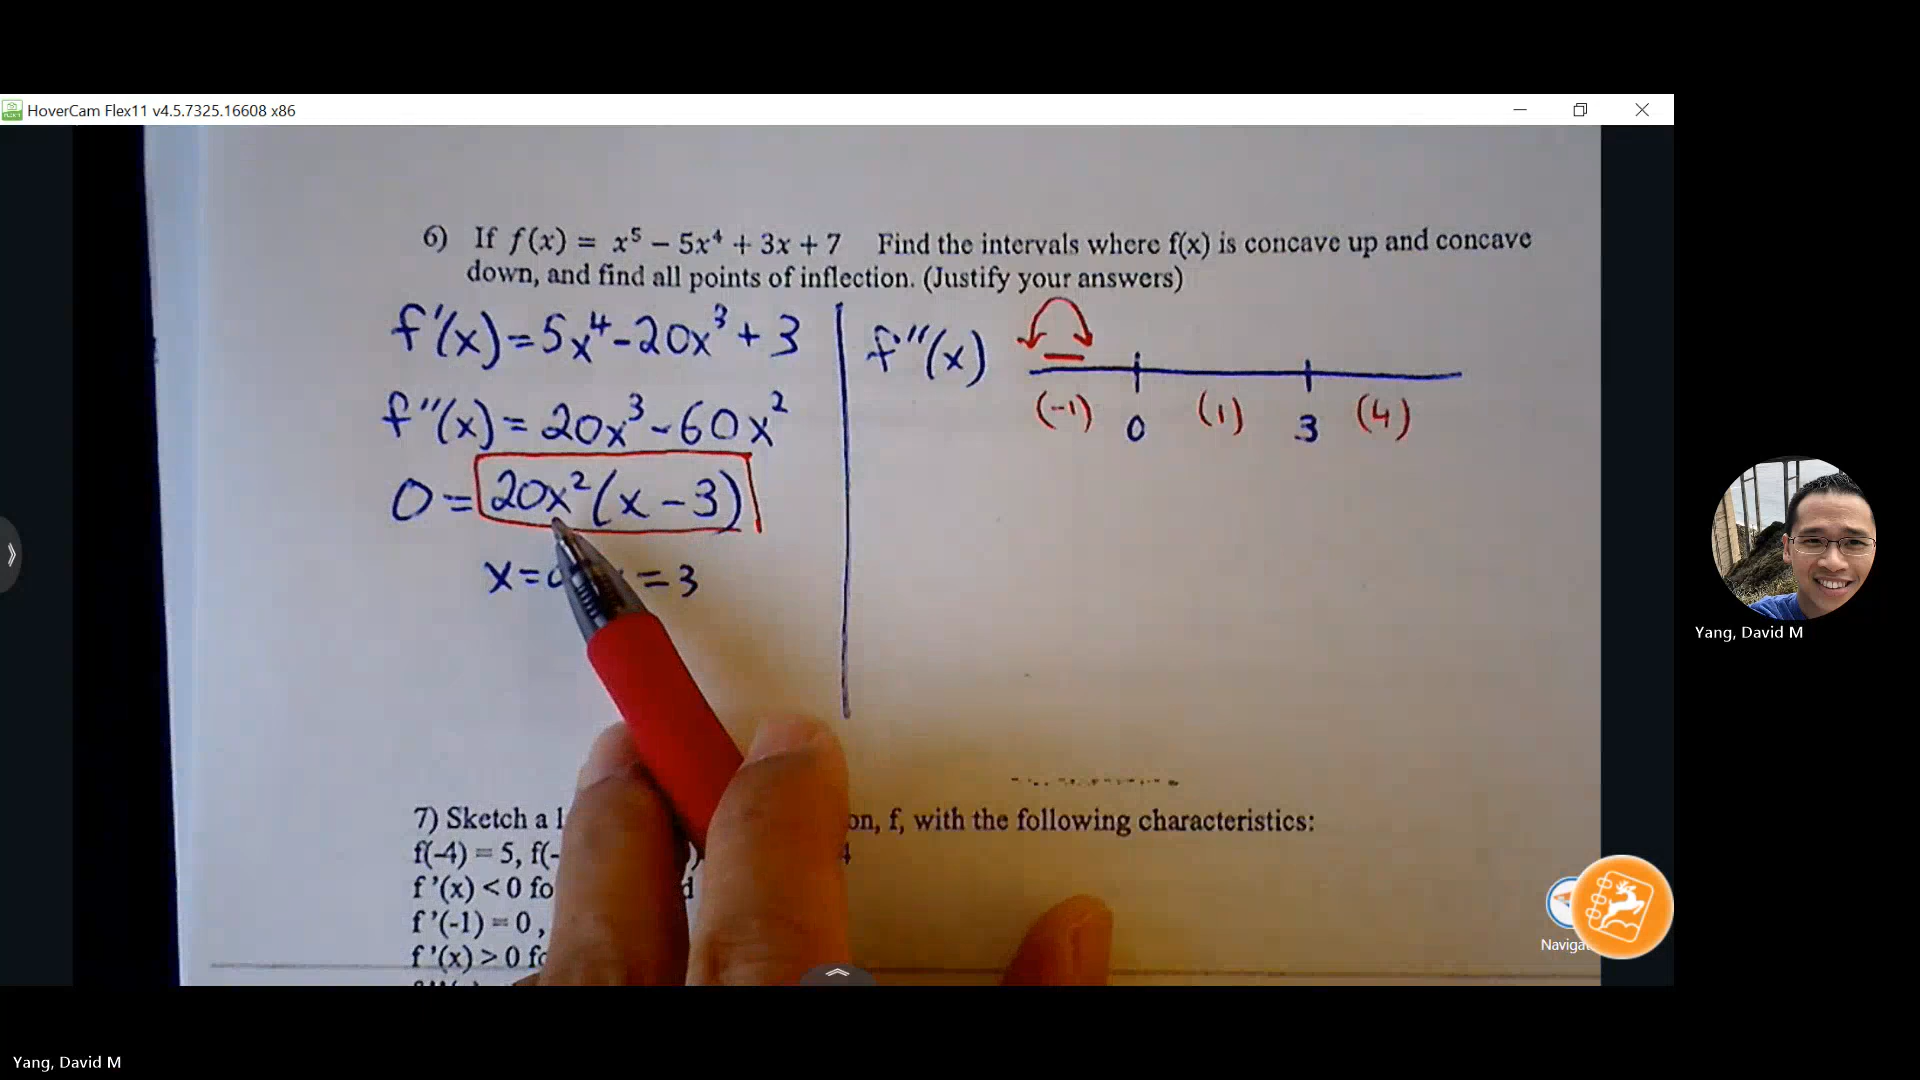 HoverCam Flex11 v4.5.7325.16608 x86
6) If f(x) = x⁵ − 5x⁴ + 3x + 7 Find the intervals where f(x) is concave up and concave
down, and find all points of inflection. (Justify your answers)
f'(x) = 5x⁴ - 20x³ + 3
f''(x) = 20x³ - 60x²
0 = 20x²(x - 3)
x = = 3
f''(x)
(-1) 0 (1) 3 (4)
7) Sketch a on, f, with the following characteristics:
f(-4) = 5, f(- 4
f '(x) < 0 fo d
f '(-1) = 0 ,
f '(x) > 0 fo
Yang, David M
Navigat
Yang, David M